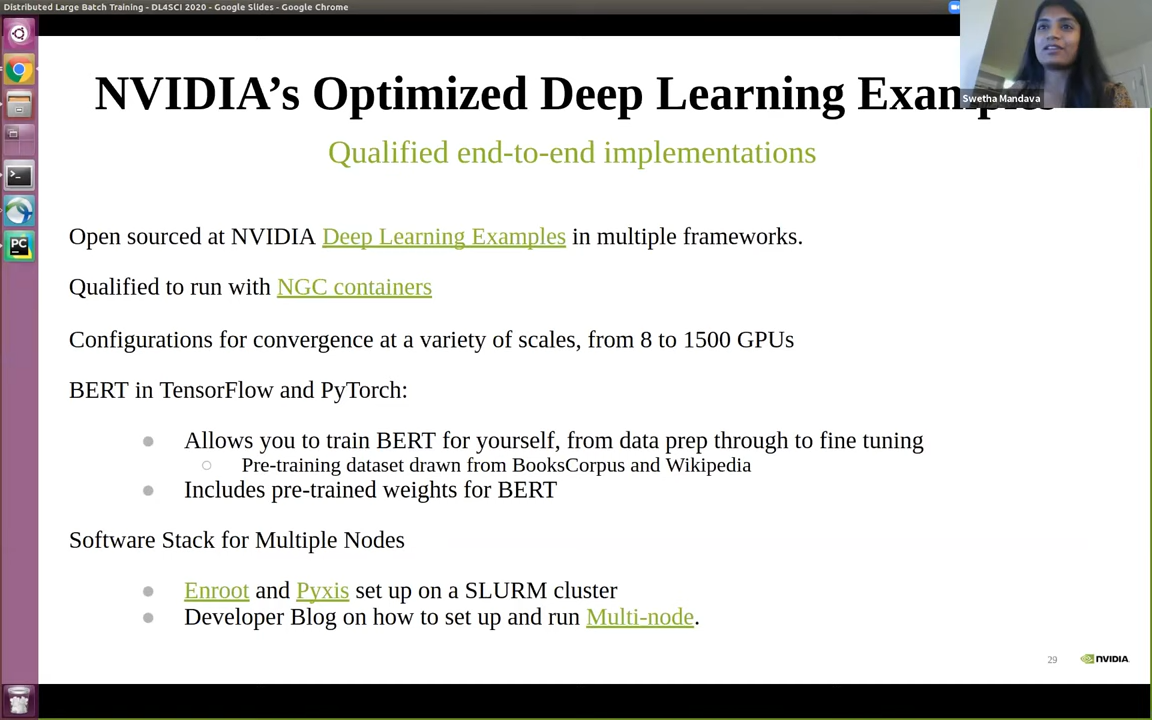 Distributed Large Batch Training - DL4SCI 2020 - Google Slides - Google Chrome
Swetha Mandava
NVIDIA's Optimized Deep Learning
Qualified end-to-end implementations
Open sourced at NVIDIA Deep Learning Examples in multiple frameworks.
Qualified to run with NGC containers
Configurations for convergence at a variety of scales, from 8 to 1500 GPUs
BERT in TensorFlow and PyTorch:
● Allows you to train BERT for yourself, from data prep through to fine tuning
○ Pre-training dataset drawn from BooksCorpus and Wikipedia
● Includes pre-trained weights for BERT
Software Stack for Multiple Nodes
● Enroot and Pyxis set up on a SLURM cluster
● Developer Blog on how to set up and run Multi-node.
29
NVIDIA.
PC